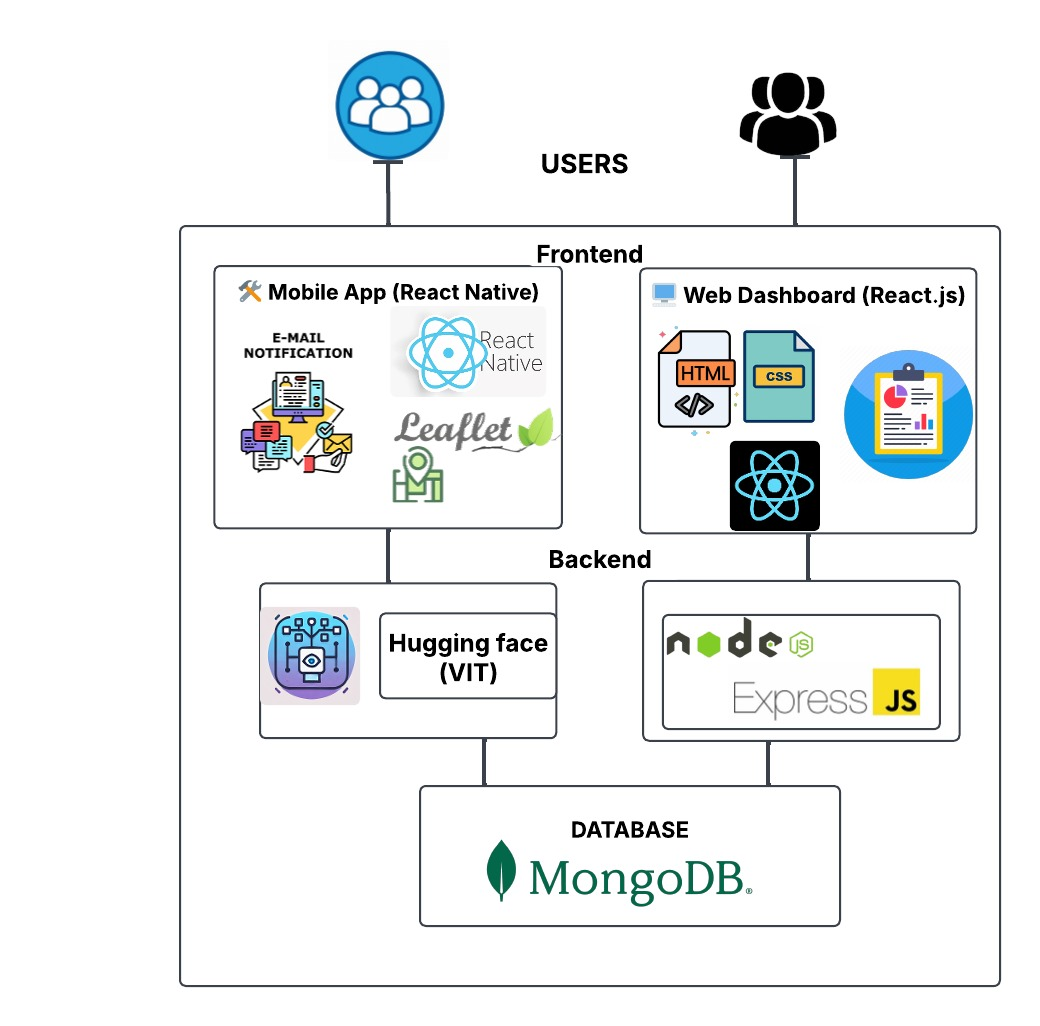 USERS
Frontend
Mobile App (React Native)
E-MAIL
NOTIFICATION
React
Native
Leaflet
Web Dashboard (React.js)
HTML
</>
CSS
Backend
Hugging face
(VIT)
node
JS
Express
JS
DATABASE
MongoDB®